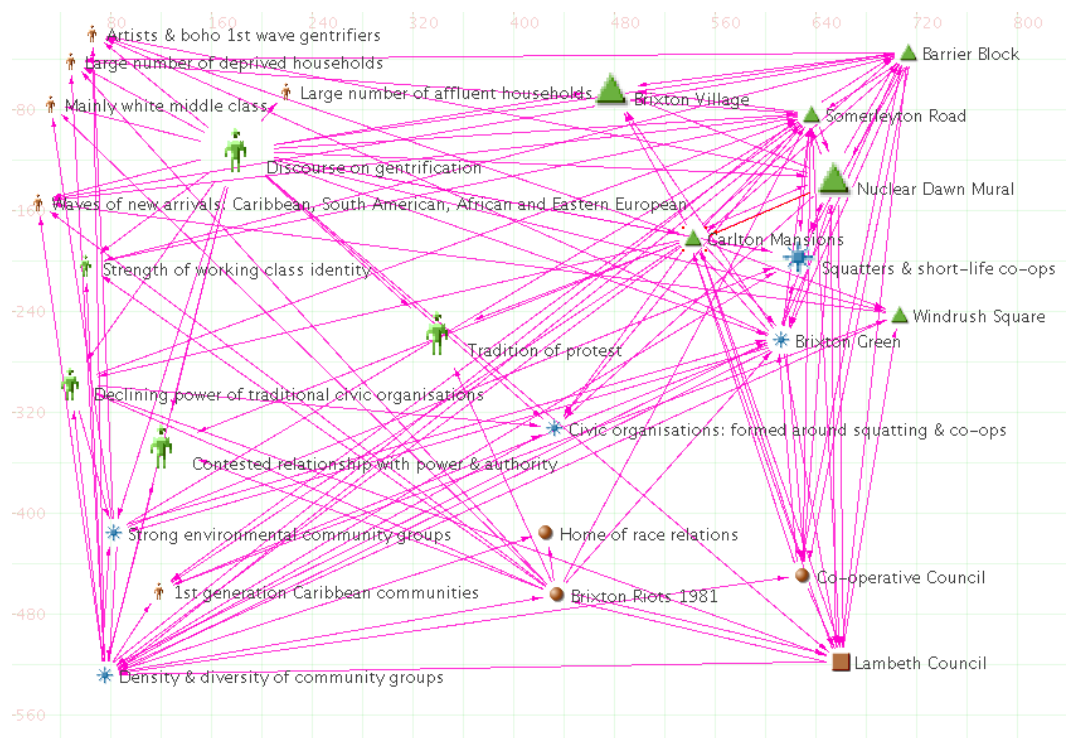 80 160 240 320 400 480 560 640 720 800
Artists & boho 1st wave gentrifiers
Barrier Block
Large number of deprived households
Large number of affluent households
Brixton Village
Mainly white middle class
-80
Somerleyton Road
Discourse on gentrification
Nuclear Dawn Mural
-160
Waves of new arrivals, Caribbean, South American, African and Eastern European
Carlton Mansions
Strength of working class identity
Squatters & short-life co-ops
-240
Windrush Square
Brixton Green
Tradition of protest
Declining power of traditional civic organisations
-320
Civic organisations: formed around squatting & co-ops
Contested relationship with power & authority
-400
Strong environmental community groups
Home of race relations
Co-operative Council
1st generation Caribbean communities
Brixton Riots 1981
-480
Lambeth Council
Density & diversity of community groups
-560